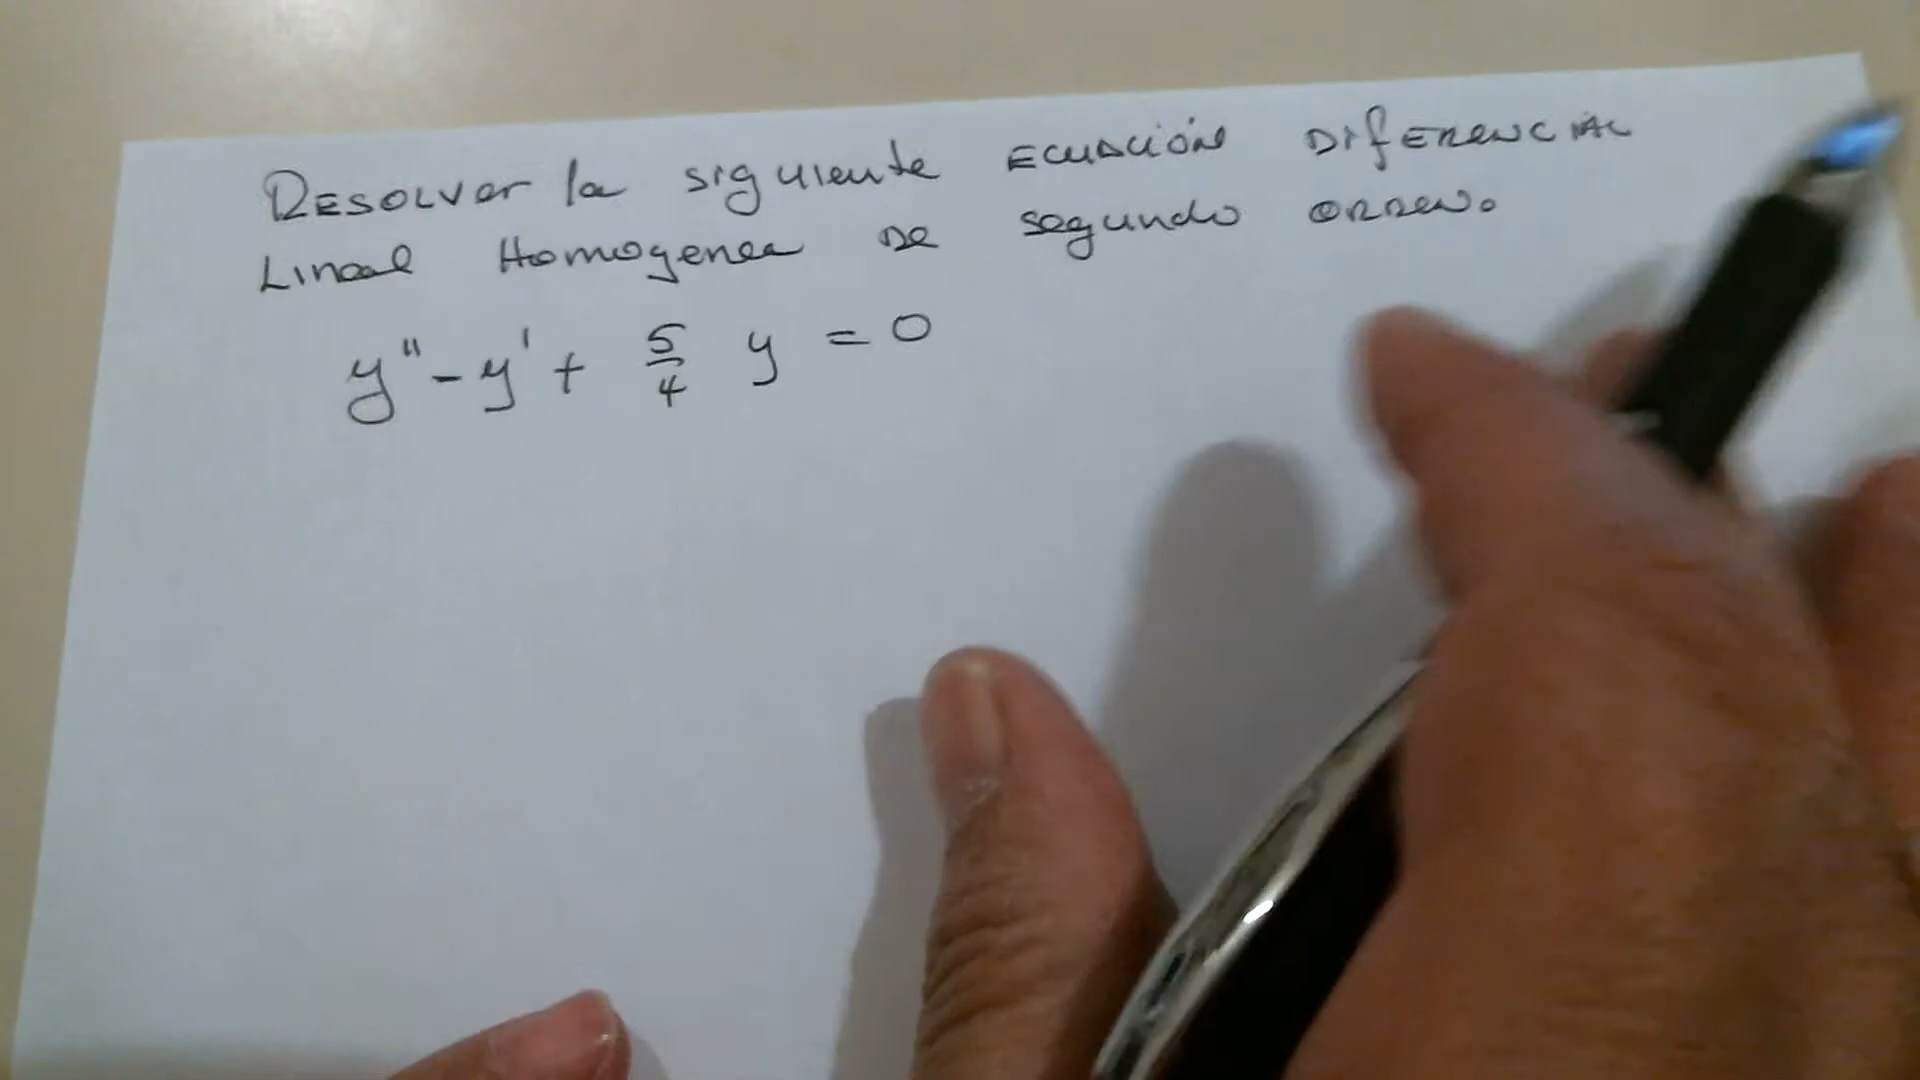 RESOLVER la siguiente ECUACIÓN DIFERENCIAL
LINEAL Homogenea DE segundo ORDEN.
y'' - y' + 5/4 y = 0